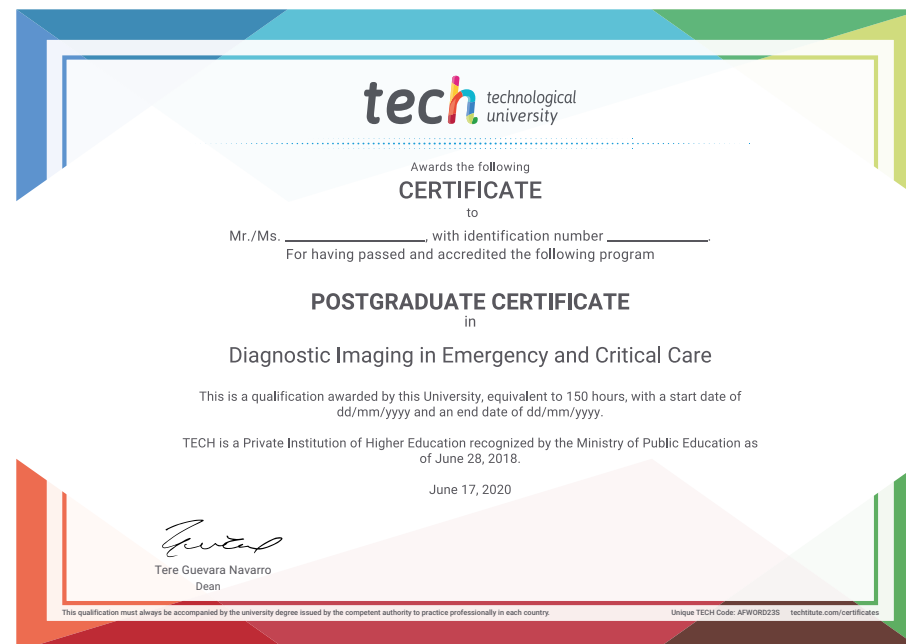 tech technological
university
Awards the following
CERTIFICATE
to
Mr./Ms. ____________________, with identification number ______________.
For having passed and accredited the following program
POSTGRADUATE CERTIFICATE
in
Diagnostic Imaging in Emergency and Critical Care
This is a qualification awarded by this University, equivalent to 150 hours, with a start date of
dd/mm/yyyy and an end date of dd/mm/yyyy.
TECH is a Private Institution of Higher Education recognized by the Ministry of Public Education as
of June 28, 2018.
June 17, 2020
Tere Guevara Navarro
Dean
This qualification must always be accompanied by the university degree issued by the competent authority to practice professionally in each country. Unique TECH Code: AFWORD23S techtitute.com/certificates